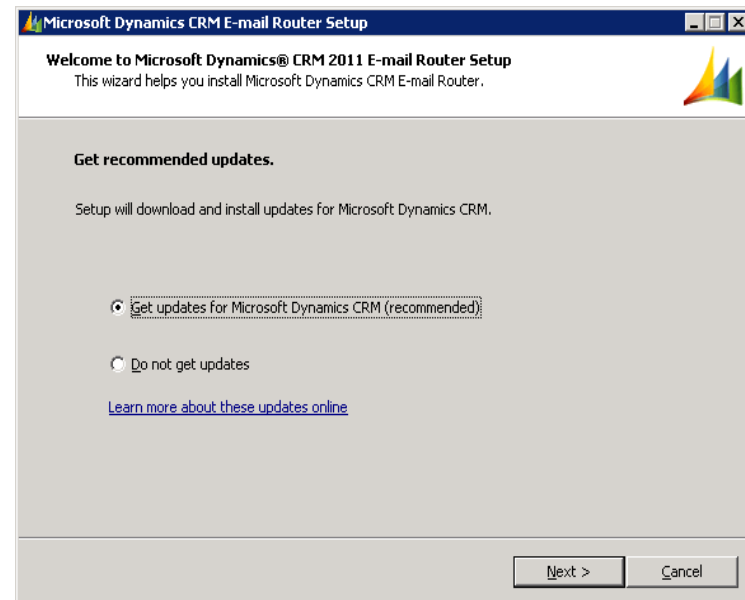 Microsoft Dynamics CRM E-mail Router Setup
Welcome to Microsoft Dynamics® CRM 2011 E-mail Router Setup
This wizard helps you install Microsoft Dynamics CRM E-mail Router.
Get recommended updates.
Setup will download and install updates for Microsoft Dynamics CRM.
Get updates for Microsoft Dynamics CRM (recommended)
Do not get updates
Learn more about these updates online
Next > Cancel